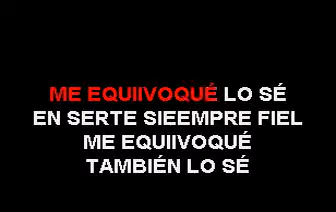 ME EQUIIVOQUÉ LO SÉ
EN SERTE SIEEMPRE FIEL
ME EQUIIVOQUÉ
TAMBIÉN LO SÉ